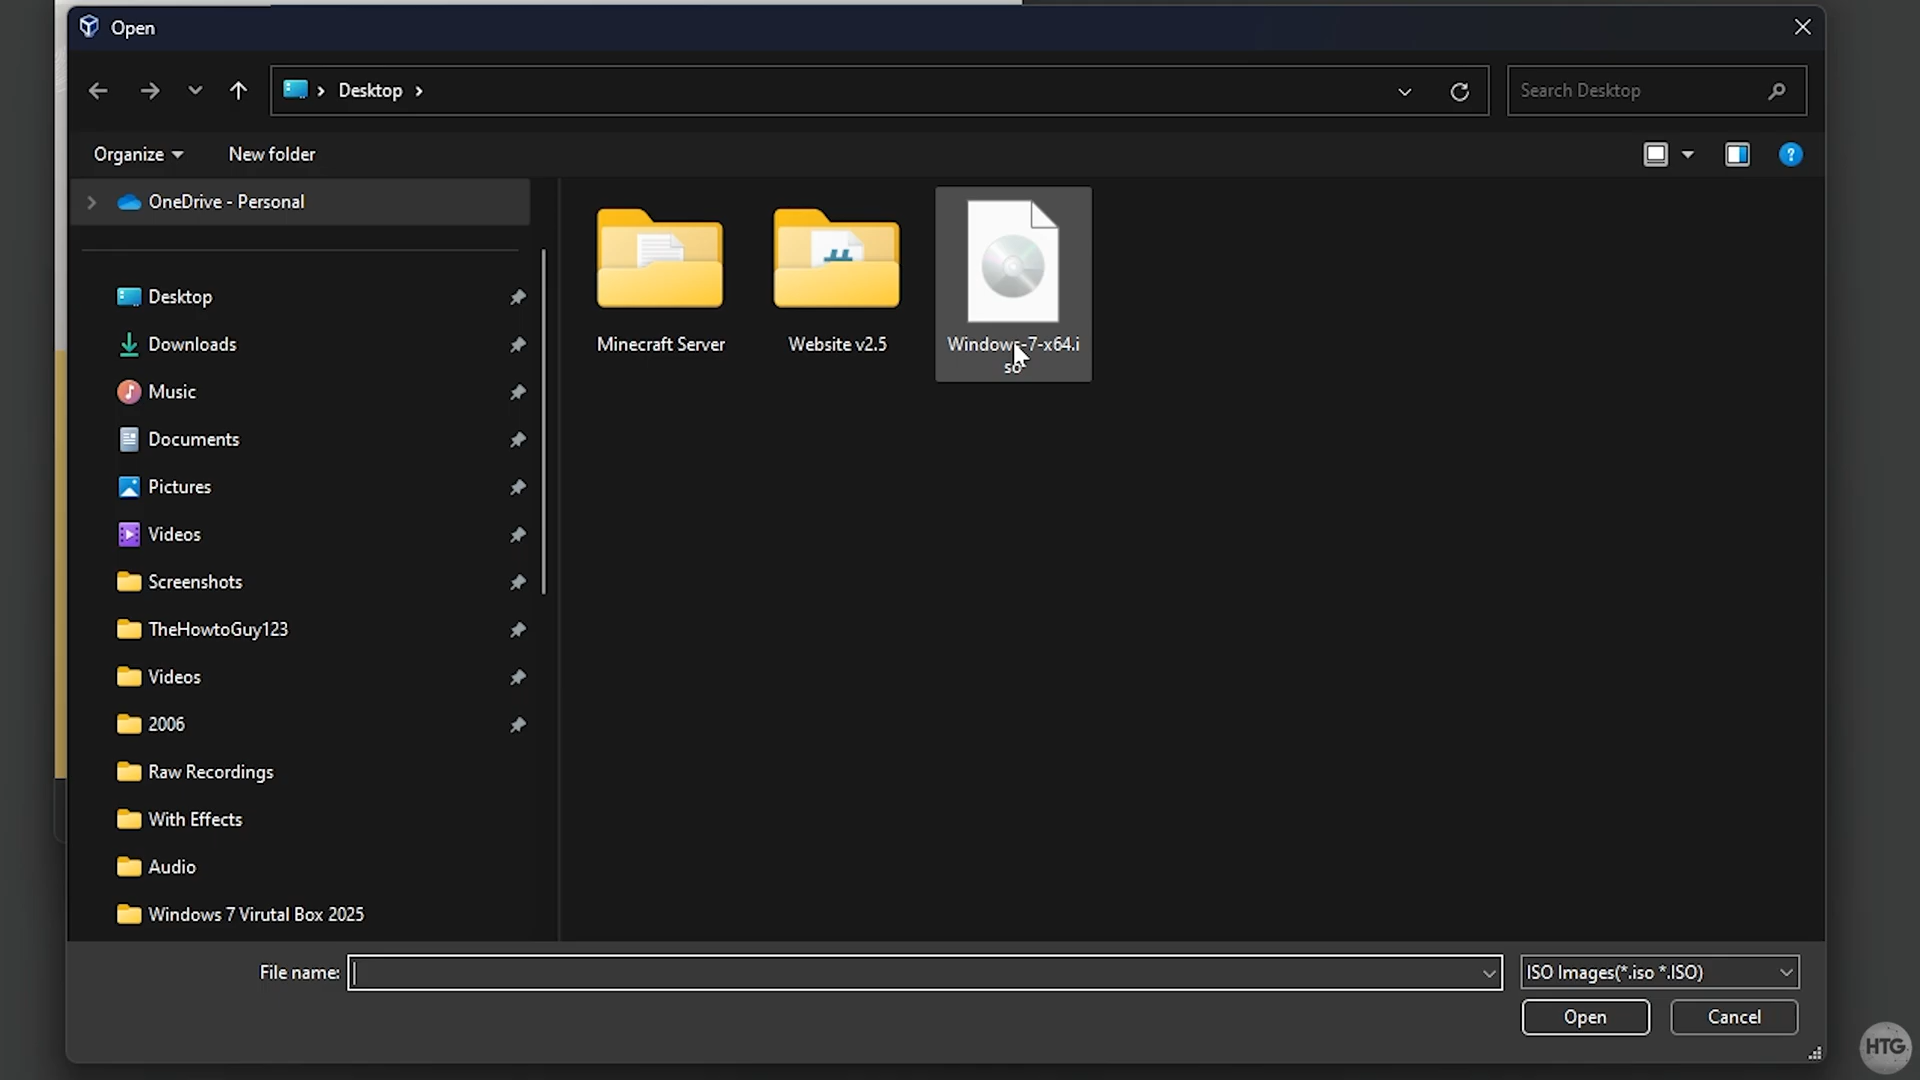 Open
Desktop
Search Desktop
Organize
New folder
?
OneDrive - Personal
Desktop
Downloads
Music
Documents
Pictures
Videos
Screenshots
TheHowtoGuy123
Videos
2006
Raw Recordings
With Effects
Audio
Windows 7 Virutal Box 2025
Minecraft Server
Website v2.5
Windows-7-x64.i
so
File name:
ISO Images(*.iso *.ISO)
Open
Cancel
HTG